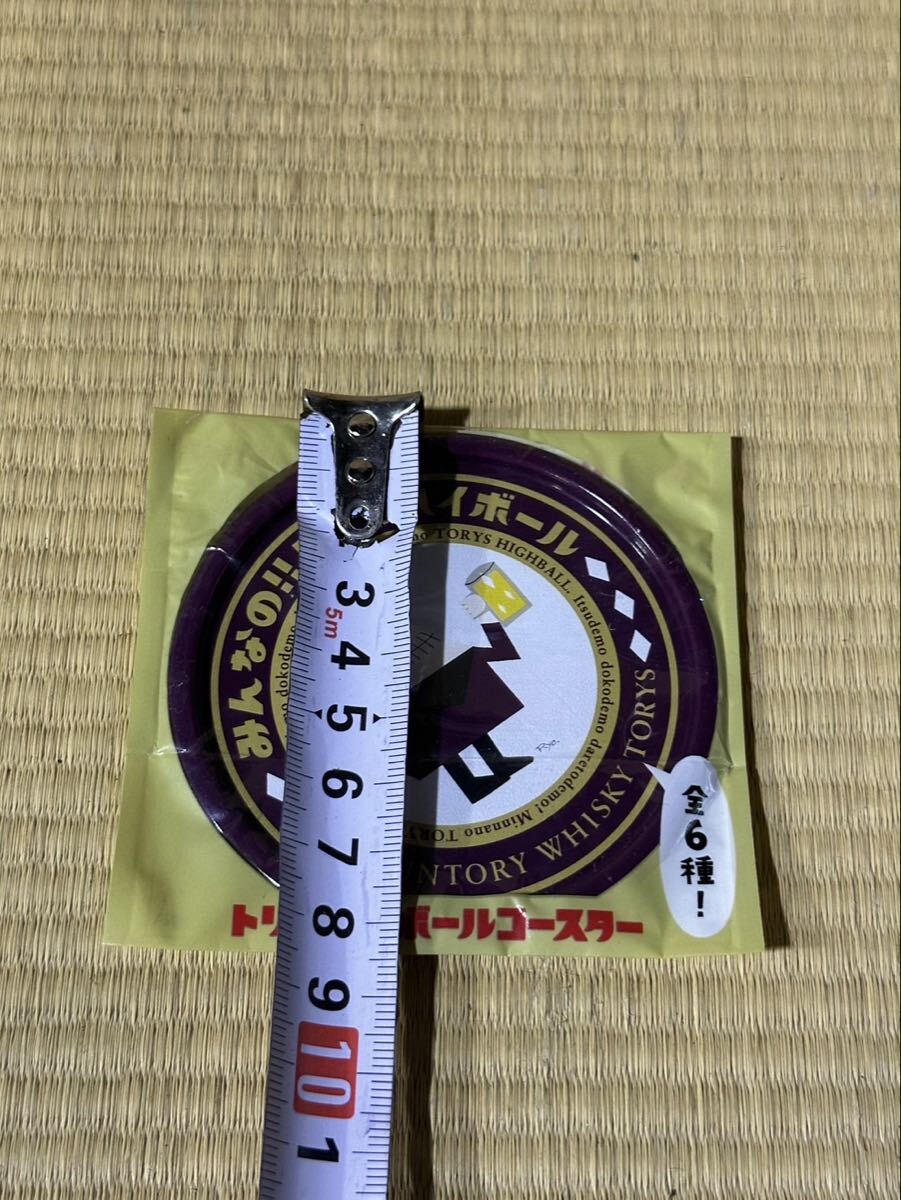 みんなの
ハイボール
TORYS HIGHBALL. Itsudemo dokodemo daretodemo! Minnano TORY
dokodemo
SUNTORY WHISKY TORYS
Ryo.
全6種!
トリ
ボールコースター
3
5m
4
5
6
7
8
9
10
1